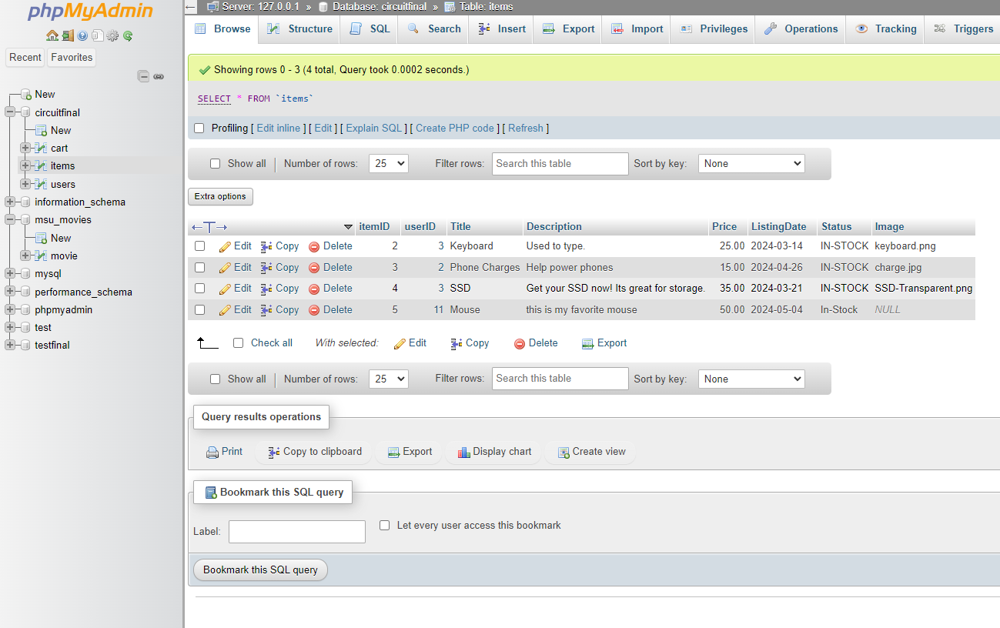 phpMyAdmin
Recent Favorites
New
circuitfinal
New
cart
items
users
information_schema
msu_movies
New
movie
mysql
performance_schema
phpmyadmin
test
testfinal
Server: 127.0.0.1 » Database: circuitfinal » Table: items
Browse Structure SQL Search Insert Export Import Privileges Operations Tracking Triggers
Showing rows 0 - 3 (4 total, Query took 0.0002 seconds.)
SELECT * FROM `items`
Profiling [ Edit inline ] [ Edit ] [ Explain SQL ] [ Create PHP code ] [ Refresh ]
Show all Number of rows: 25 Filter rows: Search this table Sort by key: None
Extra options
itemID userID Title Description Price ListingDate Status Image
Edit Copy Delete 2 3 Keyboard Used to type. 25.00 2024-03-14 IN-STOCK keyboard.png
Edit Copy Delete 3 2 Phone Charges Help power phones 15.00 2024-04-26 IN-STOCK charge.jpg
Edit Copy Delete 4 3 SSD Get your SSD now! Its great for storage. 35.00 2024-03-21 IN-STOCK SSD-Transparent.png
Edit Copy Delete 5 11 Mouse this is my favorite mouse 50.00 2024-05-04 In-Stock NULL
Check all With selected: Edit Copy Delete Export
Show all Number of rows: 25 Filter rows: Search this table Sort by key: None
Query results operations
Print Copy to clipboard Export Display chart Create view
Bookmark this SQL query
Label: Let every user access this bookmark
Bookmark this SQL query